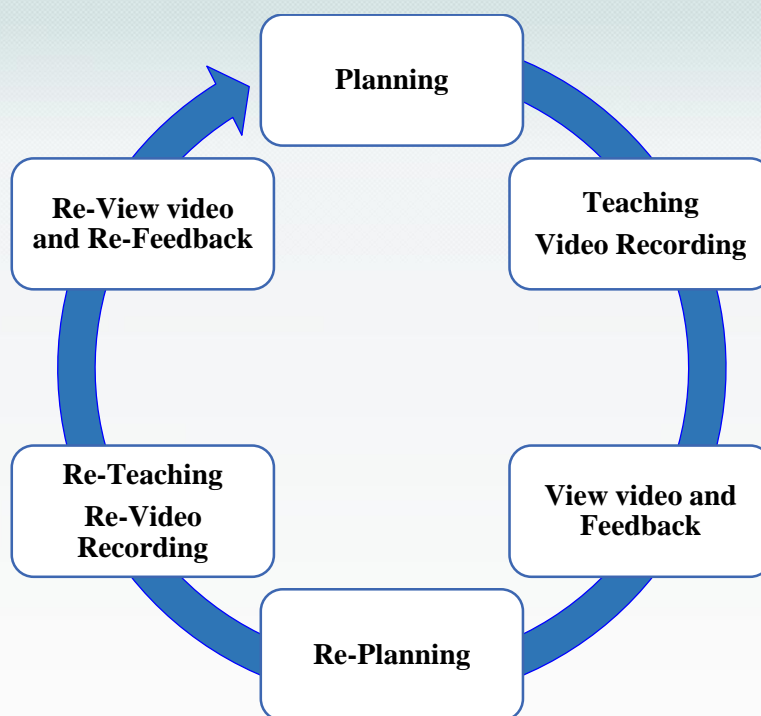 Planning
Teaching
Video Recording
View video and
Feedback
Re-Planning
Re-Teaching
Re-Video
Recording
Re-View video
and Re-Feedback